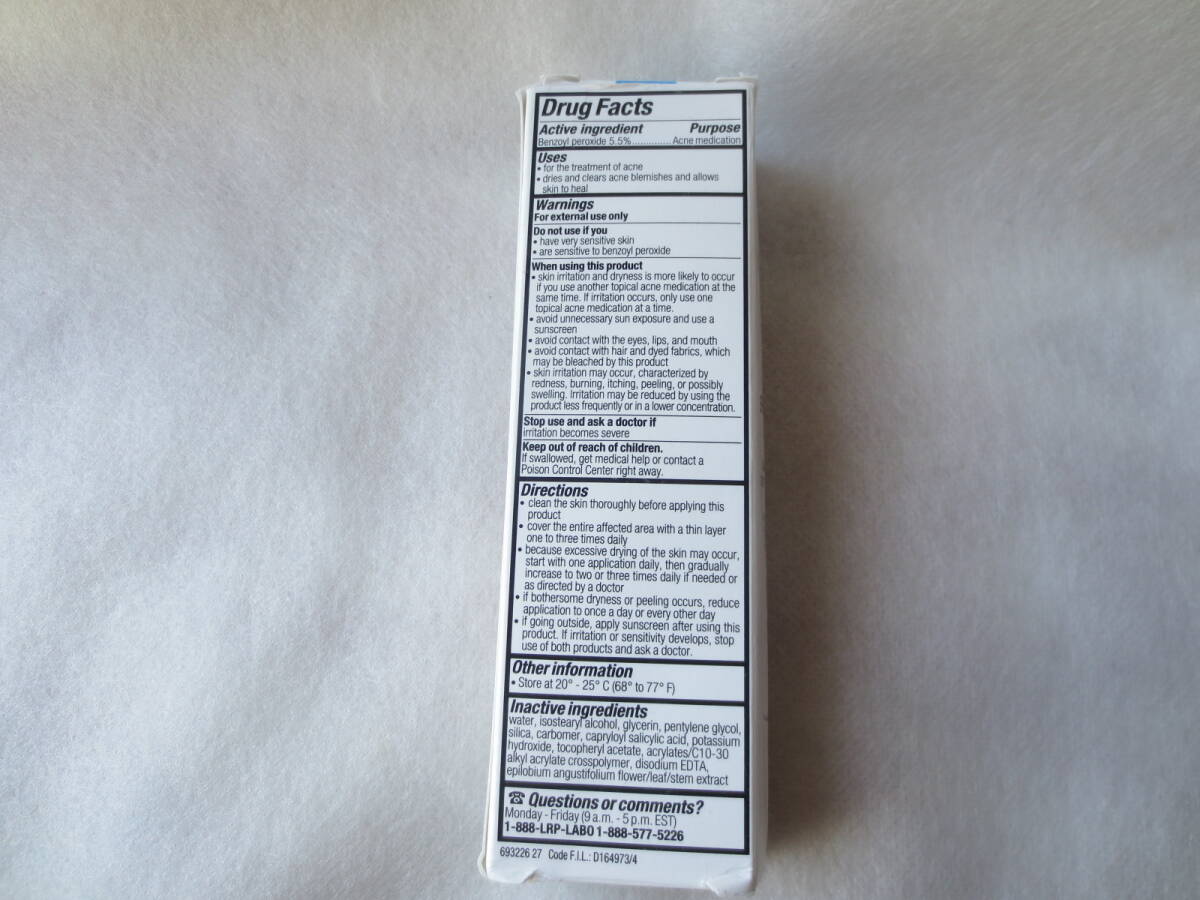 Drug Facts
Active ingredient Purpose
Benzoyl peroxide 5.5%.............. Acne medication
Uses
• for the treatment of acne
• dries and clears acne blemishes and allows
skin to heal
Warnings
For external use only
Do not use if you
• have very sensitive skin
• are sensitive to benzoyl peroxide
When using this product
• skin irritation and dryness is more likely to occur
if you use another topical acne medication at the
same time. If irritation occurs, only use one
topical acne medication at a time.
• avoid unnecessary sun exposure and use a
sunscreen
• avoid contact with the eyes, lips, and mouth
• avoid contact with hair and dyed fabrics, which
may be bleached by this product
• skin irritation may occur, characterized by
redness, burning, itching, peeling, or possibly
swelling. Irritation may be reduced by using the
product less frequently or in a lower concentration.
Stop use and ask a doctor if
irritation becomes severe
Keep out of reach of children.
If swallowed, get medical help or contact a
Poison Control Center right away.
Directions
• clean the skin thoroughly before applying this
product
• cover the entire affected area with a thin layer
one to three times daily
• because excessive drying of the skin may occur,
start with one application daily, then gradually
increase to two or three times daily if needed or
as directed by a doctor
• if bothersome dryness or peeling occurs, reduce
application to once a day or every other day
• if going outside, apply sunscreen after using this
product. If irritation or sensitivity develops, stop
use of both products and ask a doctor.
Other information
• Store at 20° - 25° C (68° to 77° F)
Inactive ingredients
water, isostearyl alcohol, glycerin, pentylene glycol,
silica, carbomer, capryloyl salicylic acid, potassium
hydroxide, tocopheryl acetate, acrylates/C10-30
alkyl acrylate crosspolymer, disodium EDTA,
epilobium angustifolium flower/leaf/stem extract
☎ Questions or comments?
Monday - Friday (9 a.m. - 5 p.m. EST)
1-888-LRP-LABO 1-888-577-5226
693226 27 Code F.I.L.: D164973/4